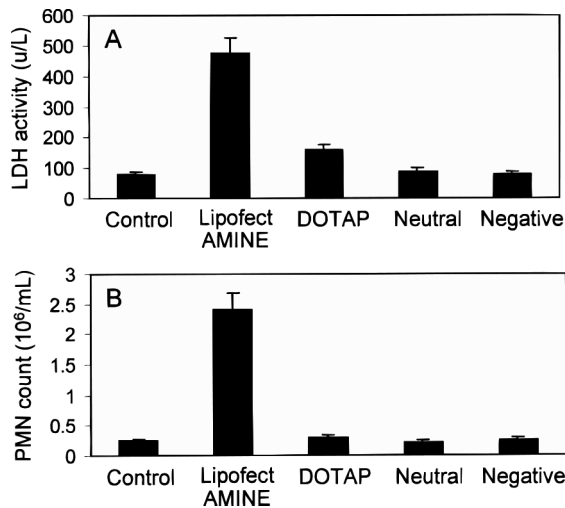 A
LDH activity (u/L)
600
500
400
300
200
100
0
Control Lipofect AMINE DOTAP Neutral Negative
B
PMN count (10⁶/mL)
3
2.5
2
1.5
1
0.5
0
Control Lipofect AMINE DOTAP Neutral Negative